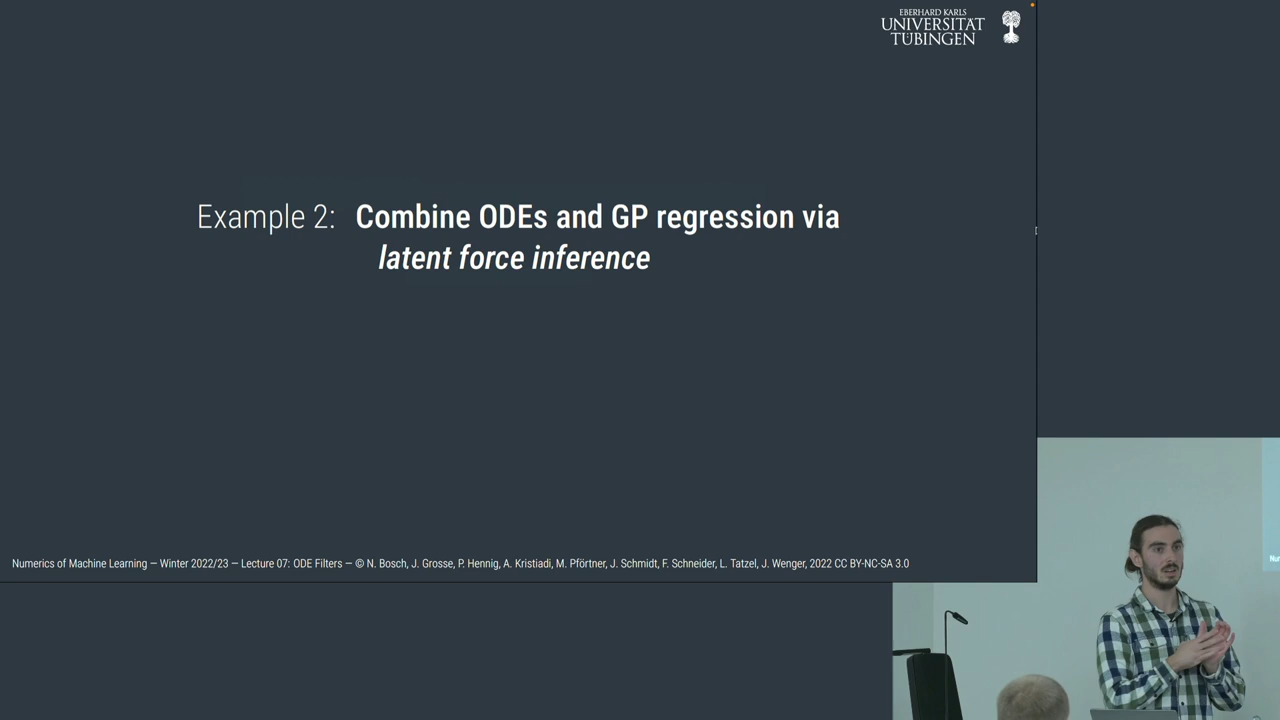 EBERHARD KARLS
UNIVERSITÄT
TÜBINGEN
Example 2: Combine ODEs and GP regression via
latent force inference
Numerics of Machine Learning — Winter 2022/23 — Lecture 07: ODE Filters — © N. Bosch, J. Grosse, P. Hennig, A. Kristiadi, M. Pförtner, J. Schmidt, F. Schneider, L. Tatzel, J. Wenger, 2022 CC BY-NC-SA 3.0